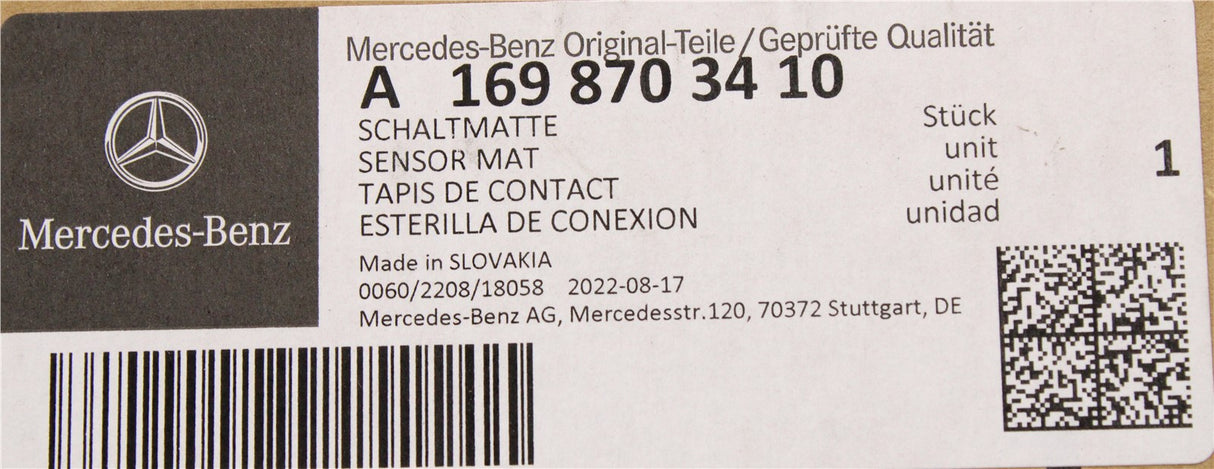 Mercedes-Benz Original-Teile/Geprüfte Qualität
A 169 870 34 10
SCHALTMATTE
SENSOR MAT
TAPIS DE CONTACT
ESTERILLA DE CONEXION
Stück
unit
unité
unidad
1
Mercedes-Benz
Made in SLOVAKIA
0060/2208/18058 2022-08-17
Mercedes-Benz AG, Mercedesstr.120, 70372 Stuttgart, DE